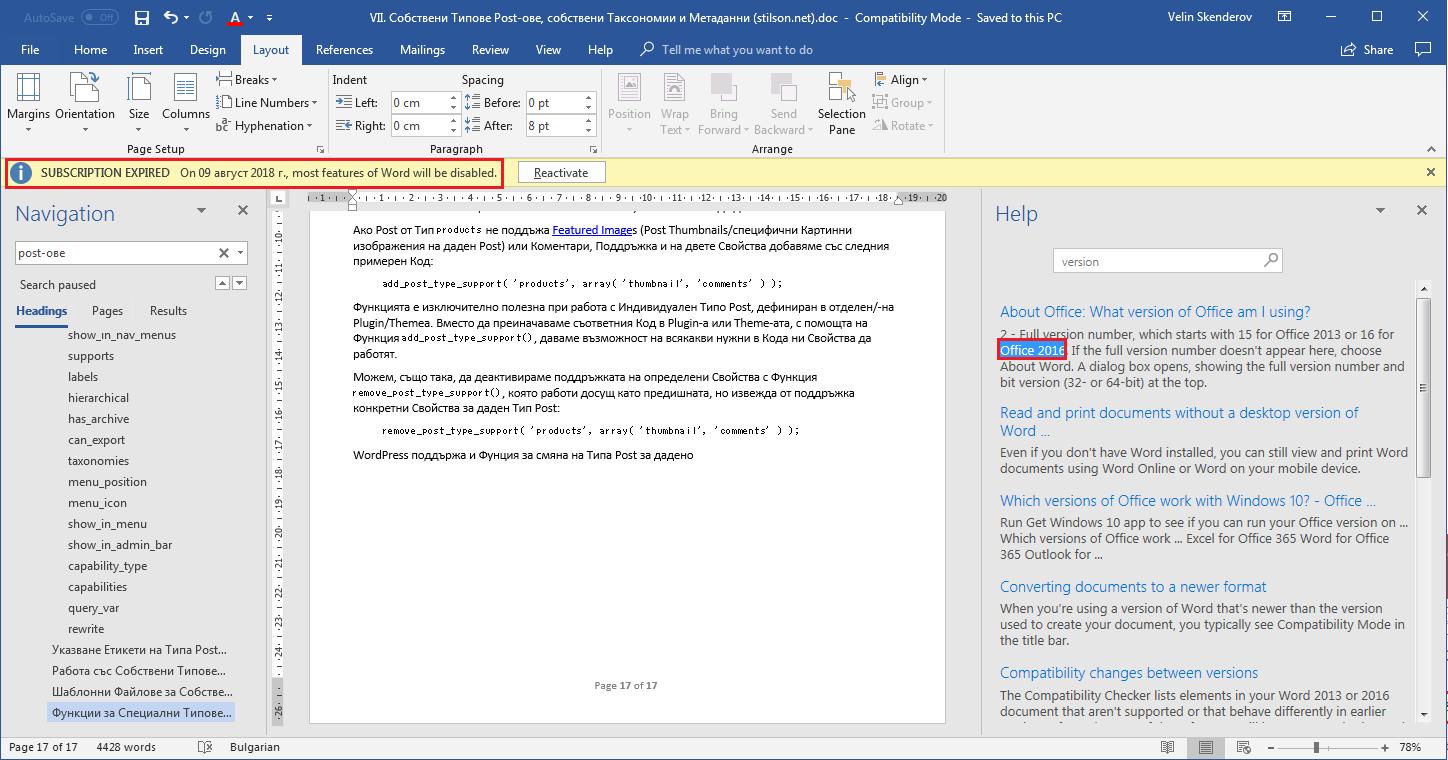 AutoSave Off VII. Собствени Типове Post-ове, собствени Таксономии и Метаданни (stilson.net).doc - Compatibility Mode - Saved to this PC Velin Skenderov
File Home Insert Design Layout References Mailings Review View Help Tell me what you want to do Share
Margins Orientation Size Columns
Breaks
Line Numbers
Hyphenation
Page Setup
Indent Spacing
Left: 0 cm Before: 0 pt
Right: 0 cm After: 8 pt
Paragraph
Position Wrap Text Bring Forward Send Backward Selection Pane
Align
Group
Rotate
Arrange
SUBSCRIPTION EXPIRED On 09 август 2018 г., most features of Word will be disabled. Reactivate
Navigation
post-ове
Search paused
Headings Pages Results
show_in_nav_menus
supports
labels
hierarchical
has_archive
can_export
taxonomies
menu_position
menu_icon
show_in_menu
show_in_admin_bar
capability_type
capabilities
query_var
rewrite
Указване Етикети на Типа Post...
Работа със Собствени Типове...
Шаблонни Файлове за Собстве...
Функции за Специални Типове...
Ако Post от Тип products не поддъжа Featured Images (Post Thumbnails/специфични Картинни
изображения на даден Post) или Коментари, Поддръжка и на двете Свойства добавяме със следния
примерен Код:
add_post_type_support( 'products', array( 'thumbnail', 'comments' ) );
Функцията е изключително полезна при работа с Индивидуален Типо Post, дефиниран в отделен/-на
Plugin/Themeа. Вместо да преиначаваме съответния Код в Plugin-а или Theme-ата, с помощта на
Функция add_post_type_support(), даваме възможност на всякакви нужни в Кода ни Свойства да
работят.
Можем, също така, да деактивираме поддръжката на определени Свойства с Функция
remove_post_type_support(), която работи досущ като предишната, но извежда от поддръжка
конкретни Свойства за даден Тип Post:
remove_post_type_support( 'products', array( 'thumbnail', 'comments' ) );
WordPress поддържа и Фунция за смяна на Типа Post за дадено
Page 17 of 17
Help
version
About Office: What version of Office am I using?
2 - Full version number, which starts with 15 for Office 2013 or 16 for
Office 2016. If the full version number doesn't appear here, choose
About Word. A dialog box opens, showing the full version number and
bit version (32- or 64-bit) at the top.
Read and print documents without a desktop version of
Word ...
Even if you don't have Word installed, you can still view and print Word
documents using Word Online or Word on your mobile device.
Which versions of Office work with Windows 10? - Office ...
Run Get Windows 10 app to see if you can run your Office version on ...
Which versions of Office work ... Excel for Office 365 Word for Office
365 Outlook for ...
Converting documents to a newer format
When you're using a version of Word that's newer than the version
used to create your document, you typically see Compatibility Mode in
the title bar.
Compatibility changes between versions
The Compatibility Checker lists elements in your Word 2013 or 2016
document that aren't supported or that behave differently in earlier
Page 17 of 17 4428 words Bulgarian 78%